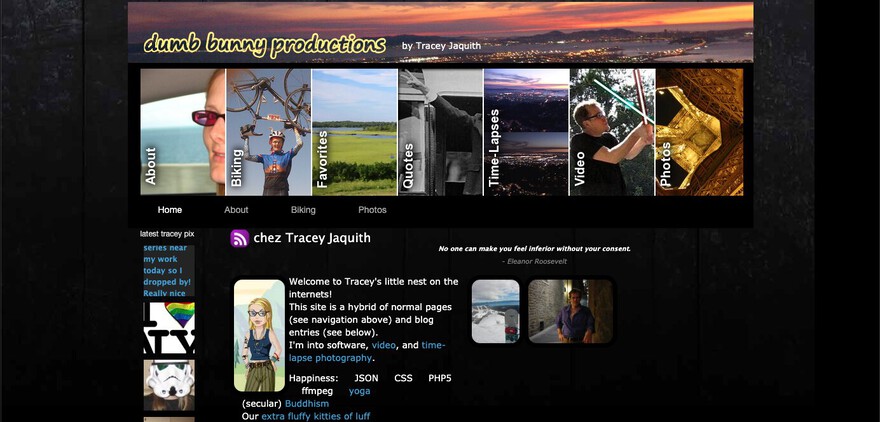 dumb bunny productions
by Tracey Jaquith
About
Biking
Favorites
Quotes
Time-Lapses
Video
Photos
Home
About
Biking
Photos
latest tracey pix
series near
my work
today so I
dropped by!
Really nice
chez Tracey Jaquith
No one can make you feel inferior without your consent.
- Eleanor Roosevelt
Welcome to Tracey's little nest on the
internets!
This site is a hybrid of normal pages
(see navigation above) and blog
entries (see below).
I'm into software, video, and time-
lapse photography.
Happiness: JSON CSS PHP5
ffmpeg yoga
(secular) Buddhism
Our extra fluffy kitties of luff